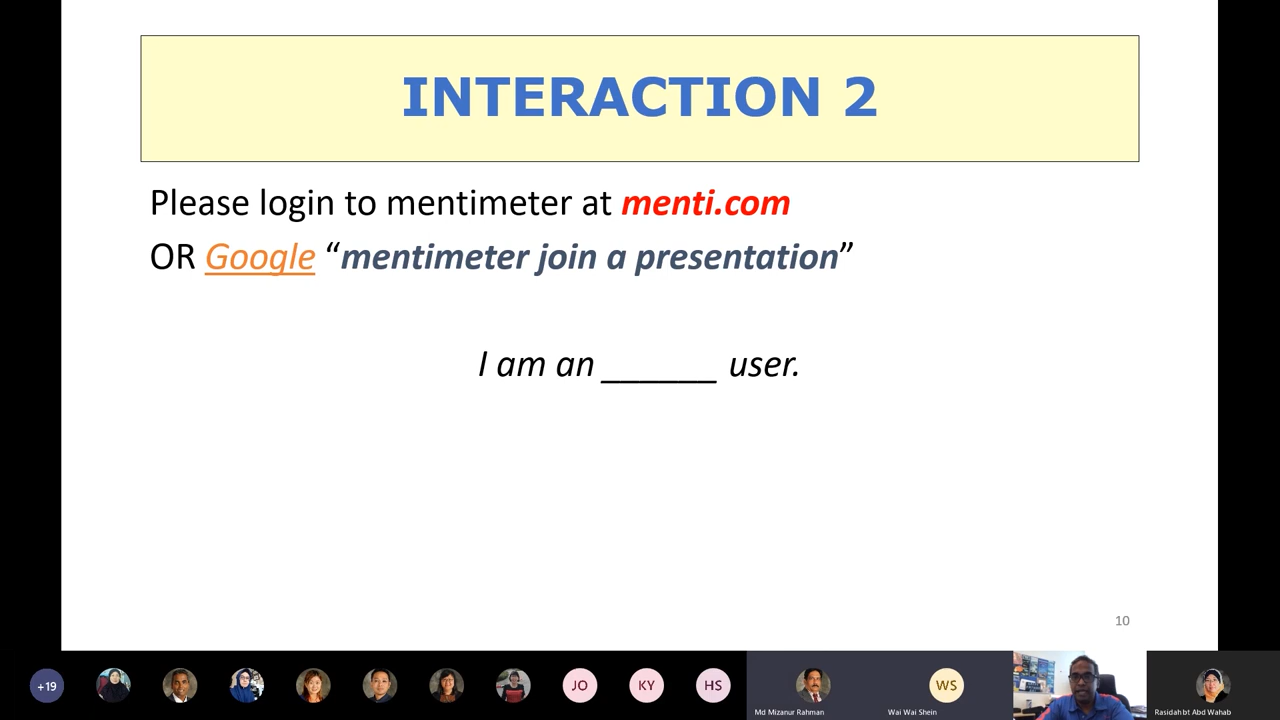 INTERACTION 2
Please login to mentimeter at menti.com
OR Google “mentimeter join a presentation”
I am an ______ user.
10
+19
JO
KY
HS
WS
Md Mizanur Rahman
Wai Wai Shein
Rasidah bt Abd Wahab